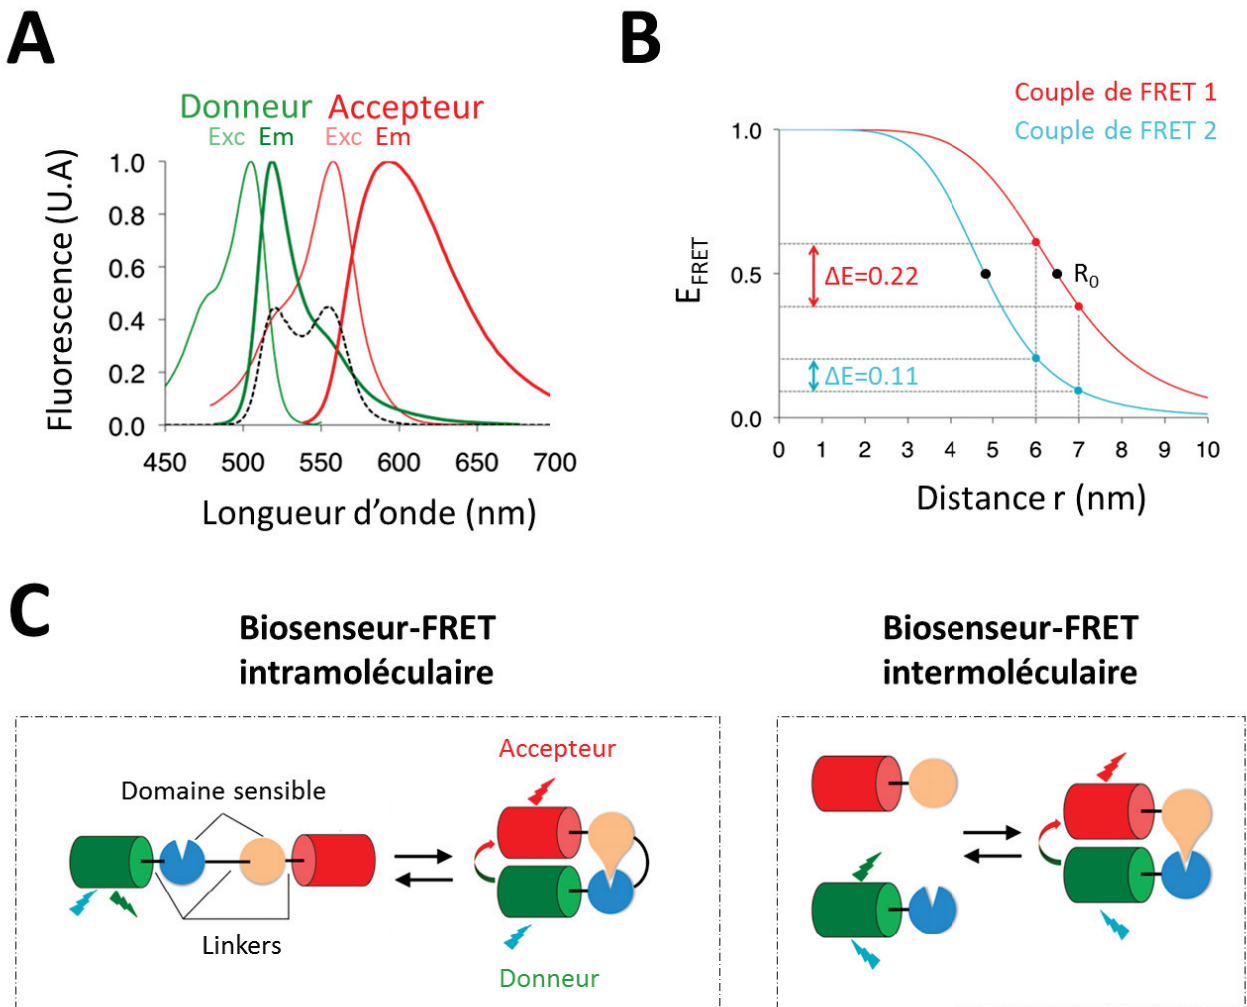 A
Donneur Accepteur
Exc Em Exc Em
Fluorescence (U.A)
1.0
0.8
0.6
0.4
0.2
0.0
450 500 550 600 650 700
Longueur d’onde (nm)
B
Couple de FRET 1
Couple de FRET 2
EFRET
1.0
0.5
0.0
ΔE=0.22
R0
ΔE=0.11
0 1 2 3 4 5 6 7 8 9 10
Distance r (nm)
C
Biosenseur-FRET
intramoléculaire
Accepteur
Domaine sensible
Linkers
Donneur
Biosenseur-FRET
intermoléculaire